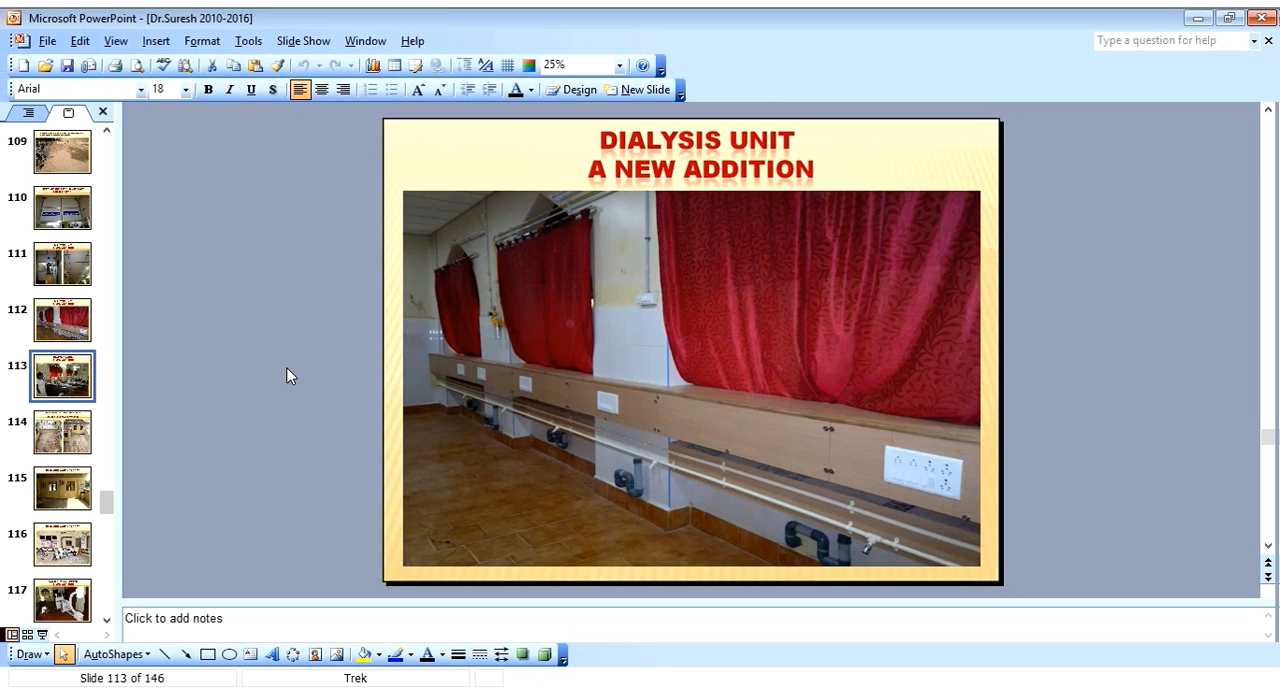 Microsoft PowerPoint - [Dr.Suresh 2010-2016]
File Edit View Insert Format Tools Slide Show Window Help
Type a question for help
25%
Arial 18 B I U S A A A Design New Slide
109
110
111
112
113
114
115
116
117
DIALYSIS UNIT
A NEW ADDITION
Click to add notes
Draw AutoShapes A A
Slide 113 of 146 Trek